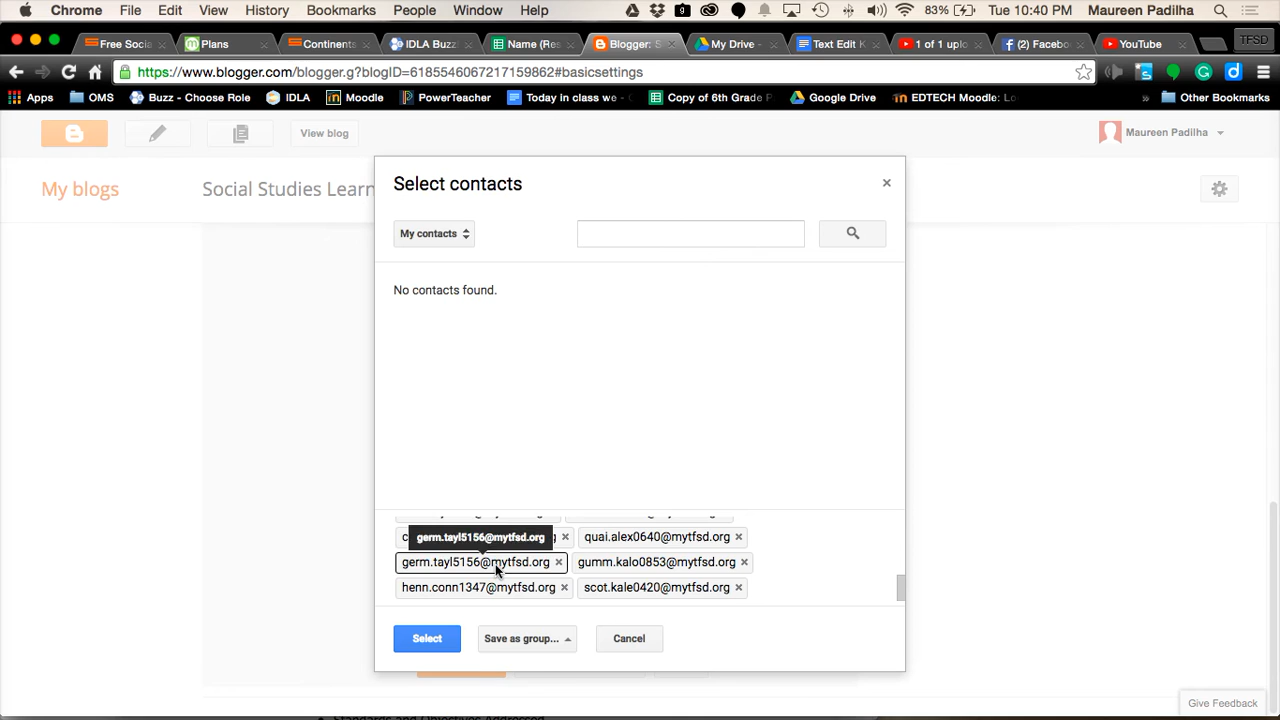 Chrome File Edit View History Bookmarks People Window Help 9 83% Tue 10:40 PM Maureen Padilha
Free Socia Plans Continents IDLA Buzz Name (Res Blogger: S My Drive - Text Edit K 1 of 1 uplo (2) Facebo YouTube TFSD
https://www.blogger.com/blogger.g?blogID=6185546067217159862#basicsettings
Apps OMS Buzz - Choose Role IDLA Moodle PowerTeacher Today in class we - Copy of 6th Grade P Google Drive EDTECH Moodle: Lo » Other Bookmarks
View blog Maureen Padilha
My blogs Social Studies Learn
Select contacts
My contacts
No contacts found.
germ.tayl5156@mytfsd.org quai.alex0640@mytfsd.org
germ.tayl5156@mytfsd.org gumm.kalo0853@mytfsd.org
henn.conn1347@mytfsd.org scot.kale0420@mytfsd.org
Select Save as group... Cancel
Give Feedback
Standards and Objectives Addressed